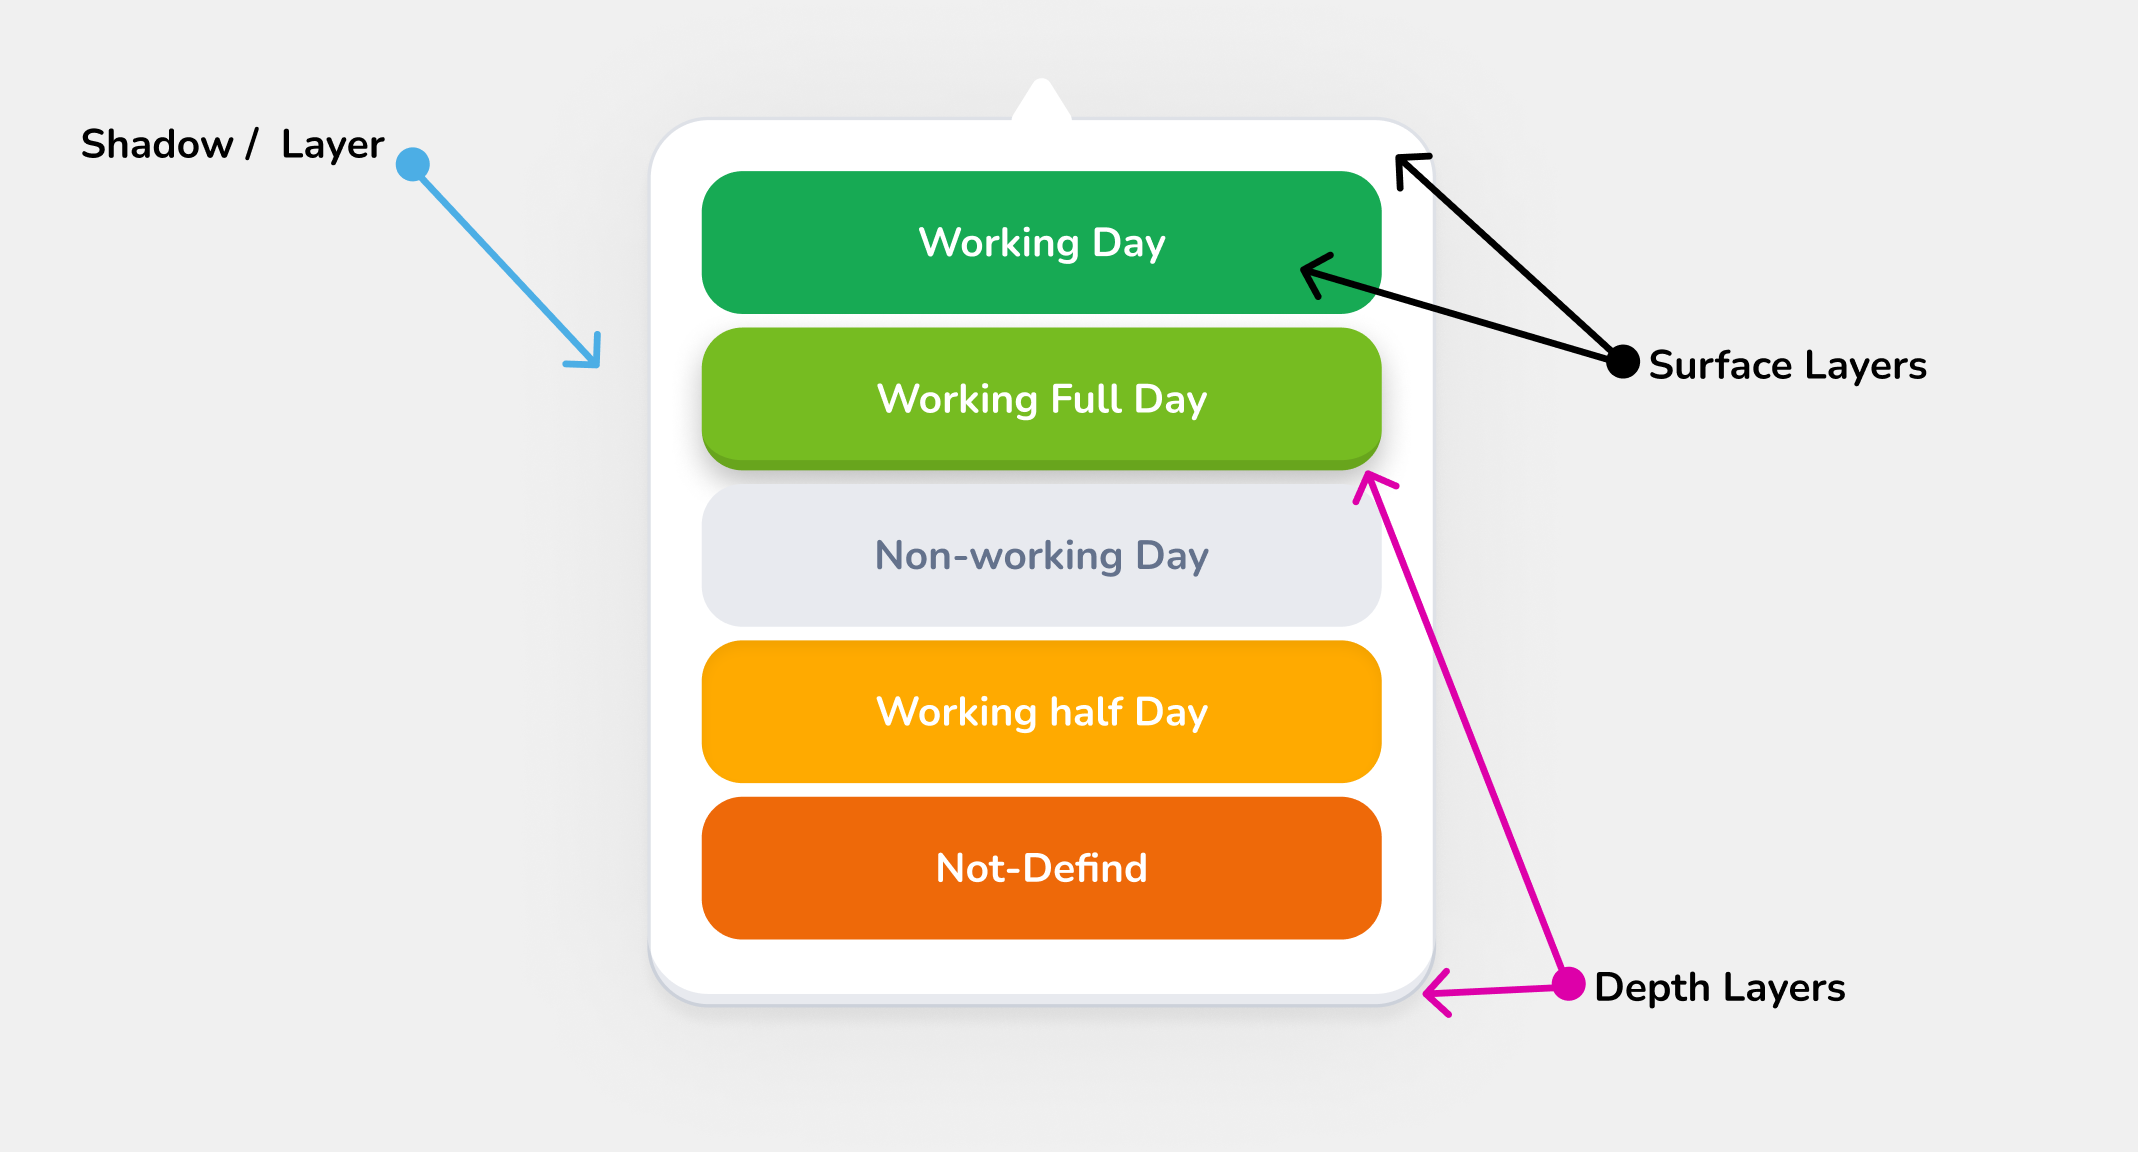 Shadow /  Layer
Working Day
Surface Layers
Working Full Day
Non-working Day
Working half Day
Not-Defind
Depth Layers